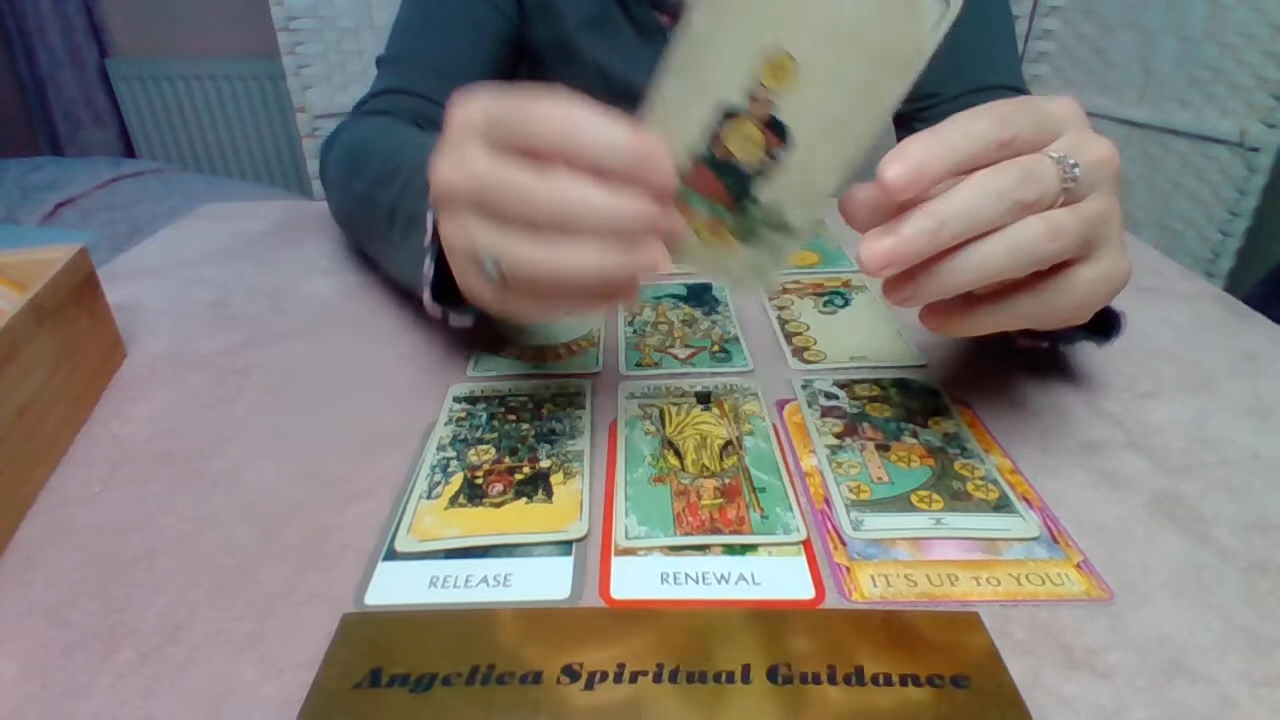 RELEASE
RENEWAL
X
IT'S UP TO YOU!
Angelica Spiritual Guidance